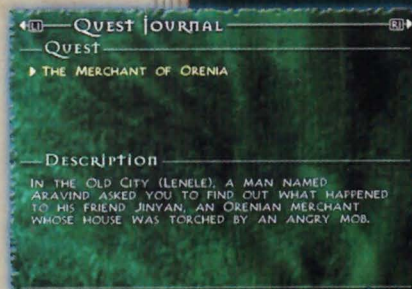 L1 Quest Journal R1
Quest
The Merchant of Orenia
Description
In the Old City (Lenele), a man named
Aravind asked you to find out what happened
to his friend Jinyan, an Orenian merchant
whose house was torched by an angry mob.